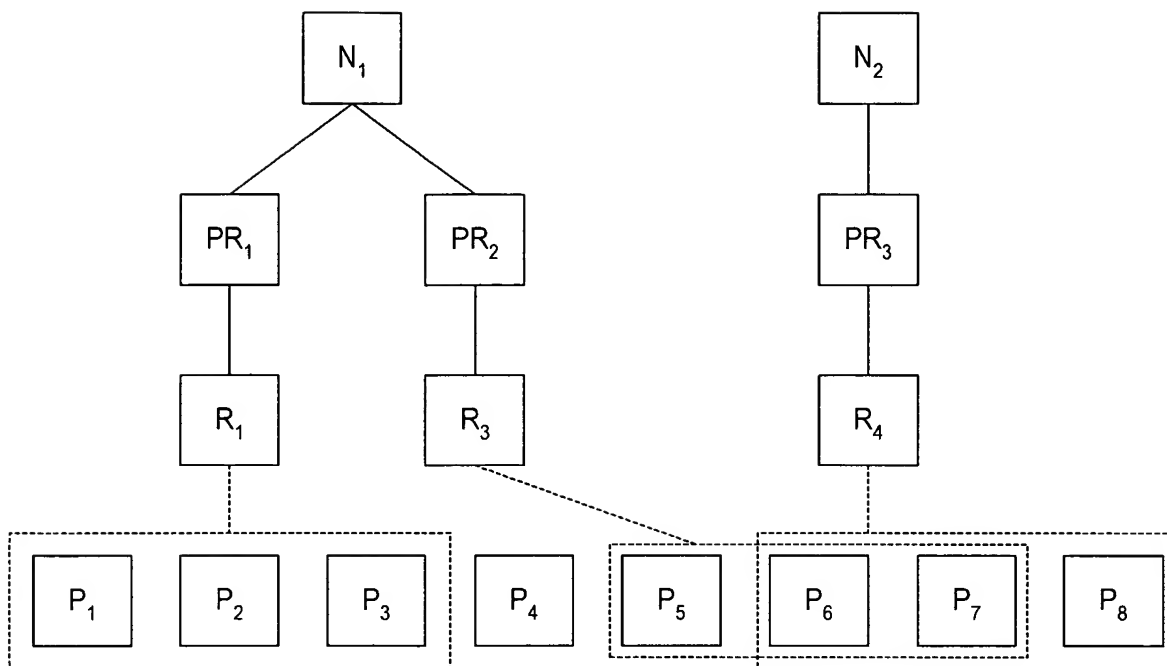 N₁ N₂
PR₁ PR₂ PR₃
R₁ R₃ R₄
P₁ P₂ P₃ P₄ P₅ P₆ P₇ P₈